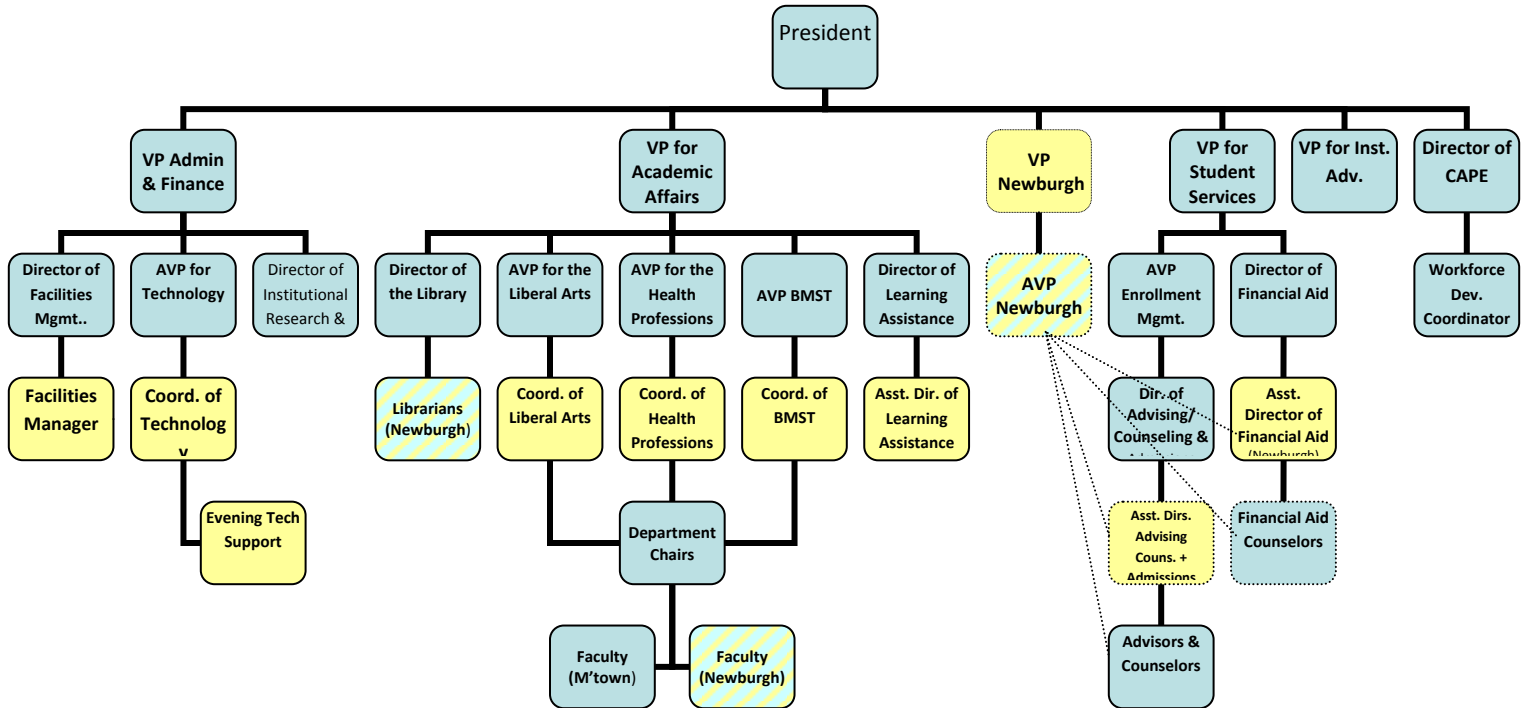 President
VP Admin
& Finance
VP for
Academic
Affairs
VP
Newburgh
VP for
Student
Services
VP for Inst.
Adv.
Director of
CAPE
Director of
Facilities
Mgmt..
AVP for
Technology
Director of
Institutional
Research &
Director of
the Library
AVP for the
Liberal Arts
AVP for the
Health
Professions
AVP BMST
Director of
Learning
Assistance
AVP
Newburgh
AVP
Enrollment
Mgmt.
Director of
Financial Aid
Workforce
Dev.
Coordinator
Facilities
Manager
Coord. of
Technolog
y
Librarians
(Newburgh)
Coord. of
Liberal Arts
Coord. of
Health
Professions
Coord. of
BMST
Asst. Dir. of
Learning
Assistance
Dir. of
Advising/
Counseling &
Asst.
Director of
Financial Aid
(Newburgh)
Evening Tech
Support
Department
Chairs
Asst. Dirs.
Advising
Couns. +
Admissions
Financial Aid
Counselors
Faculty
(M'town)
Faculty
(Newburgh)
Advisors &
Counselors